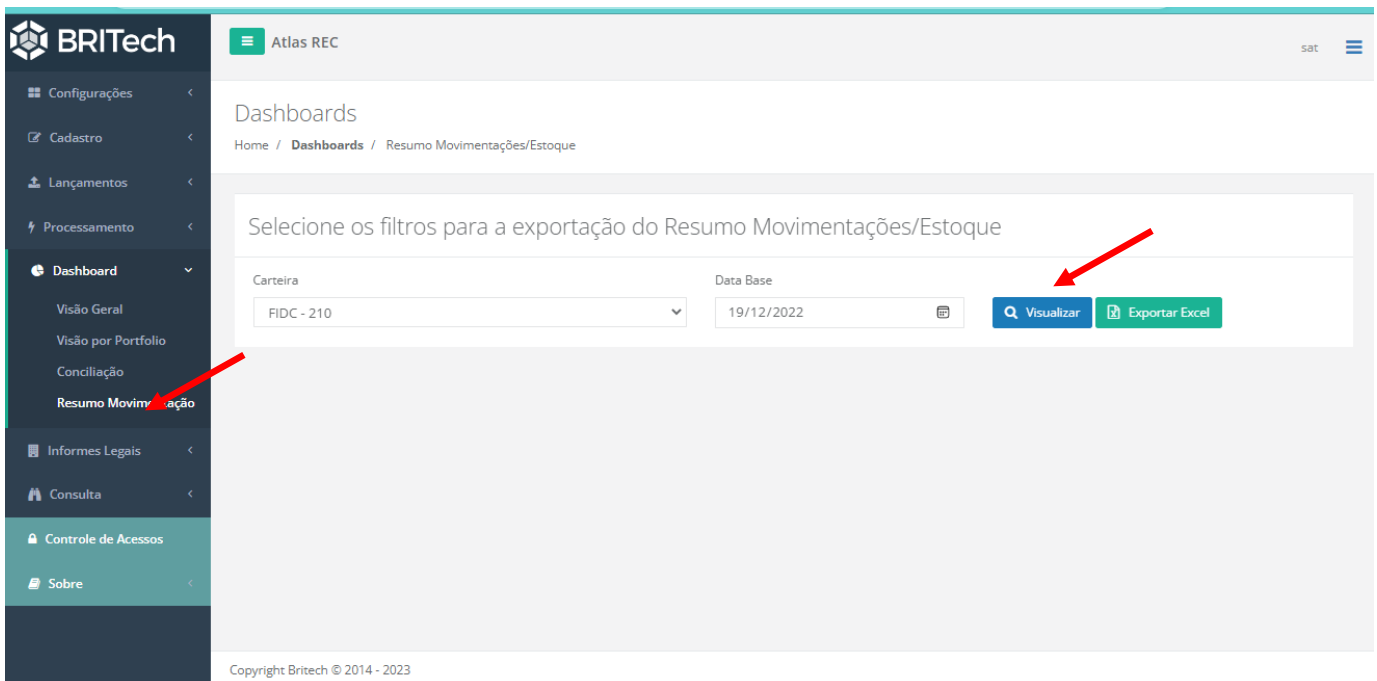 BRITech
Atlas REC
sat
Configurações
Cadastro
Lançamentos
Processamento
Dashboard
Visão Geral
Visão por Portfolio
Conciliação
Resumo
Informes Legais
Consulta
Controle de Acessos
Sobre
Dashboards
Home / Dashboards / Resumo Movimentações/Estoque
Selecione os filtros para a exportação do Resumo Movimentações/Estoque
Carteira
FIDC - 210
Data Base
19/12/2022
Visualizar
Exportar Excel
Copyright Britech © 2014 - 2023